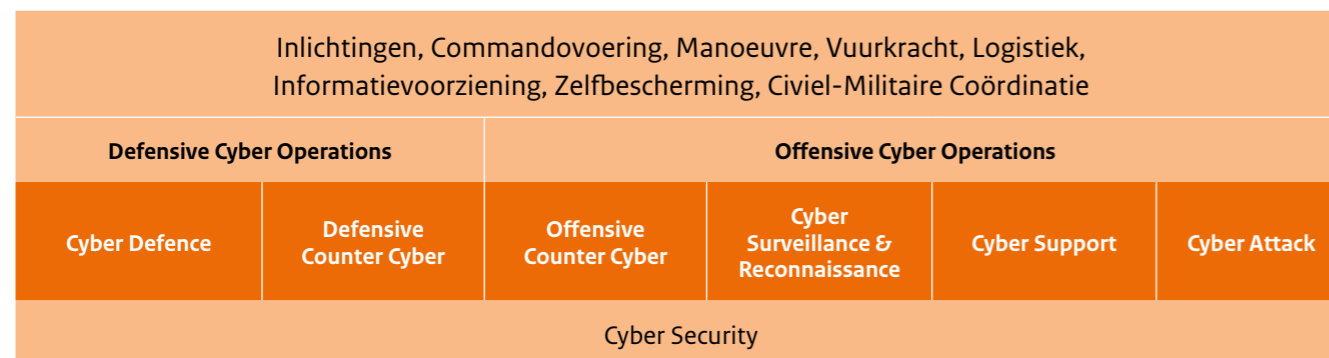 Inlichtingen, Commandovoering, Manoeuvre, Vuurkracht, Logistiek,
Informatievoorziening, Zelfbescherming, Civiel-Militaire Coördinatie
Defensive Cyber Operations
Offensive Cyber Operations
Cyber Defence
Defensive
Counter Cyber
Offensive
Counter Cyber
Cyber
Surveillance &
Reconnaissance
Cyber Support
Cyber Attack
Cyber Security